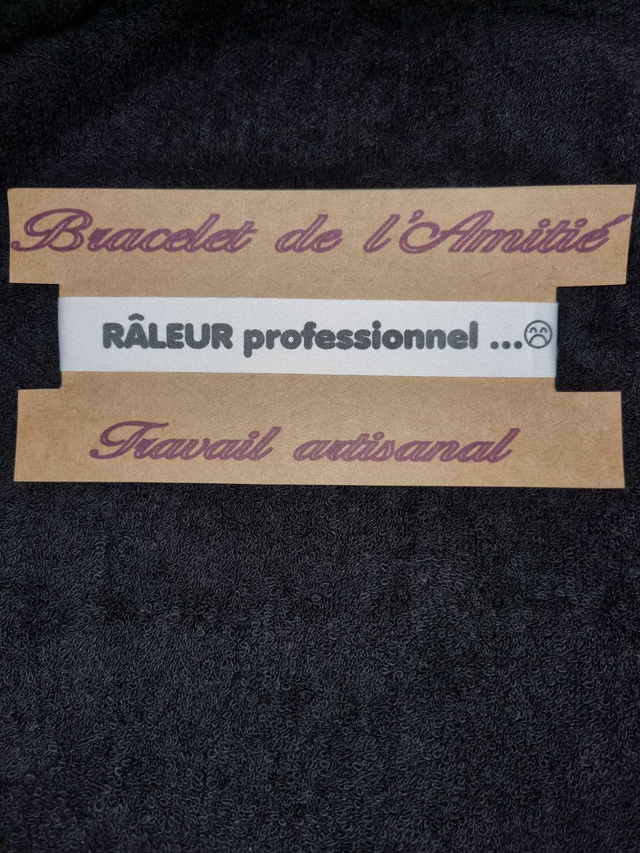 Bracelet de l'Amitié
RÂLEUR professionnel ...☹
Travail artisanal